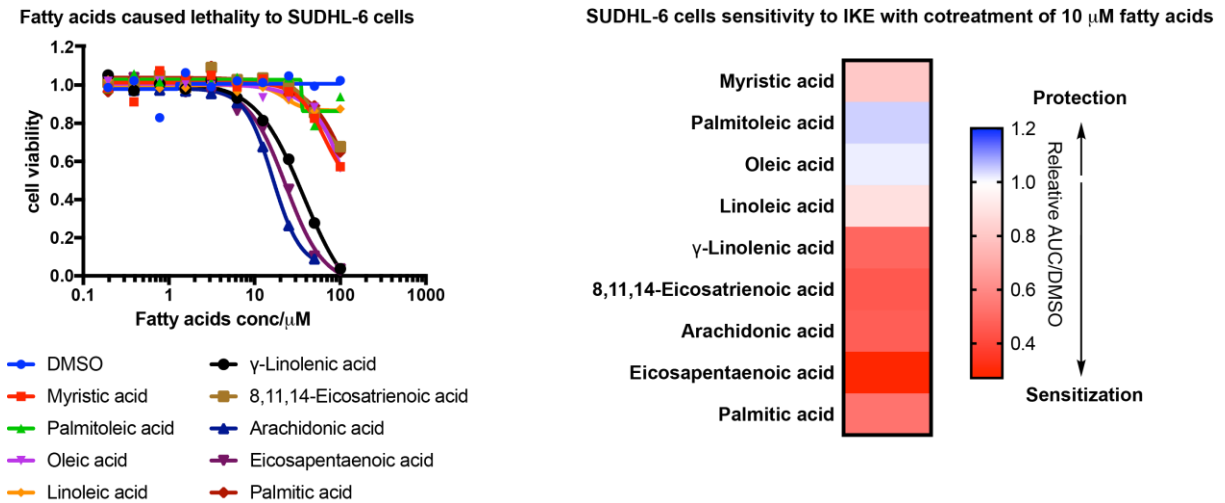 Fatty acids caused lethality to SUDHL-6 cells
cell viability
1.2
1.0
0.8
0.6
0.4
0.2
0.0
0.1
1
10
100
1000
Fatty acids conc/μM
DMSO
Myristic acid
Palmitoleic acid
Oleic acid
Linoleic acid
γ-Linolenic acid
8,11,14-Eicosatrienoic acid
Arachidonic acid
Eicosapentaenoic acid
Palmitic acid
SUDHL-6 cells sensitivity to IKE with cotreatment of 10 μM fatty acids
Myristic acid
Palmitoleic acid
Oleic acid
Linoleic acid
γ-Linolenic acid
8,11,14-Eicosatrienoic acid
Arachidonic acid
Eicosapentaenoic acid
Palmitic acid
1.2
1.0
0.8
0.6
0.4
Releative AUC/DMSO
Protection
Sensitization